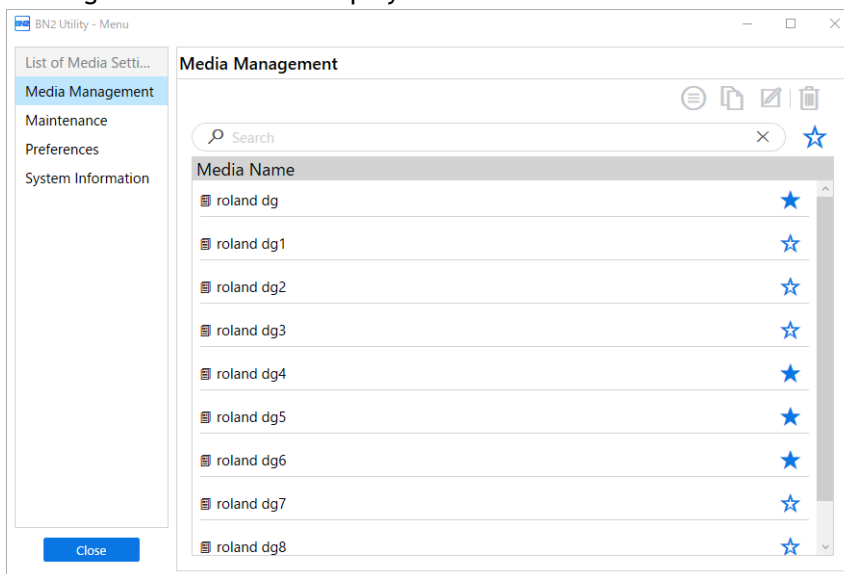 BN2 Utility - Menu
List of Media Setti...
Media Management
Maintenance
Preferences
System Information
Close
Media Management
Search
Media Name
roland dg
roland dg1
roland dg2
roland dg3
roland dg4
roland dg5
roland dg6
roland dg7
roland dg8